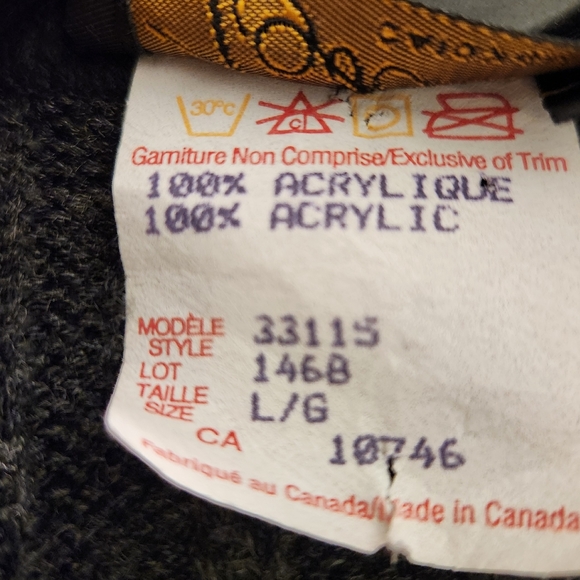 30°c
C
Garniture Non Comprise/Exclusive of Trim
100% ACRYLIQUE
100% ACRYLIC
MODÈLE
STYLE 33115
LOT 1468
TAILLE
SIZE L/G
CA 10746
Fabriqué au Canada/Made in Canada